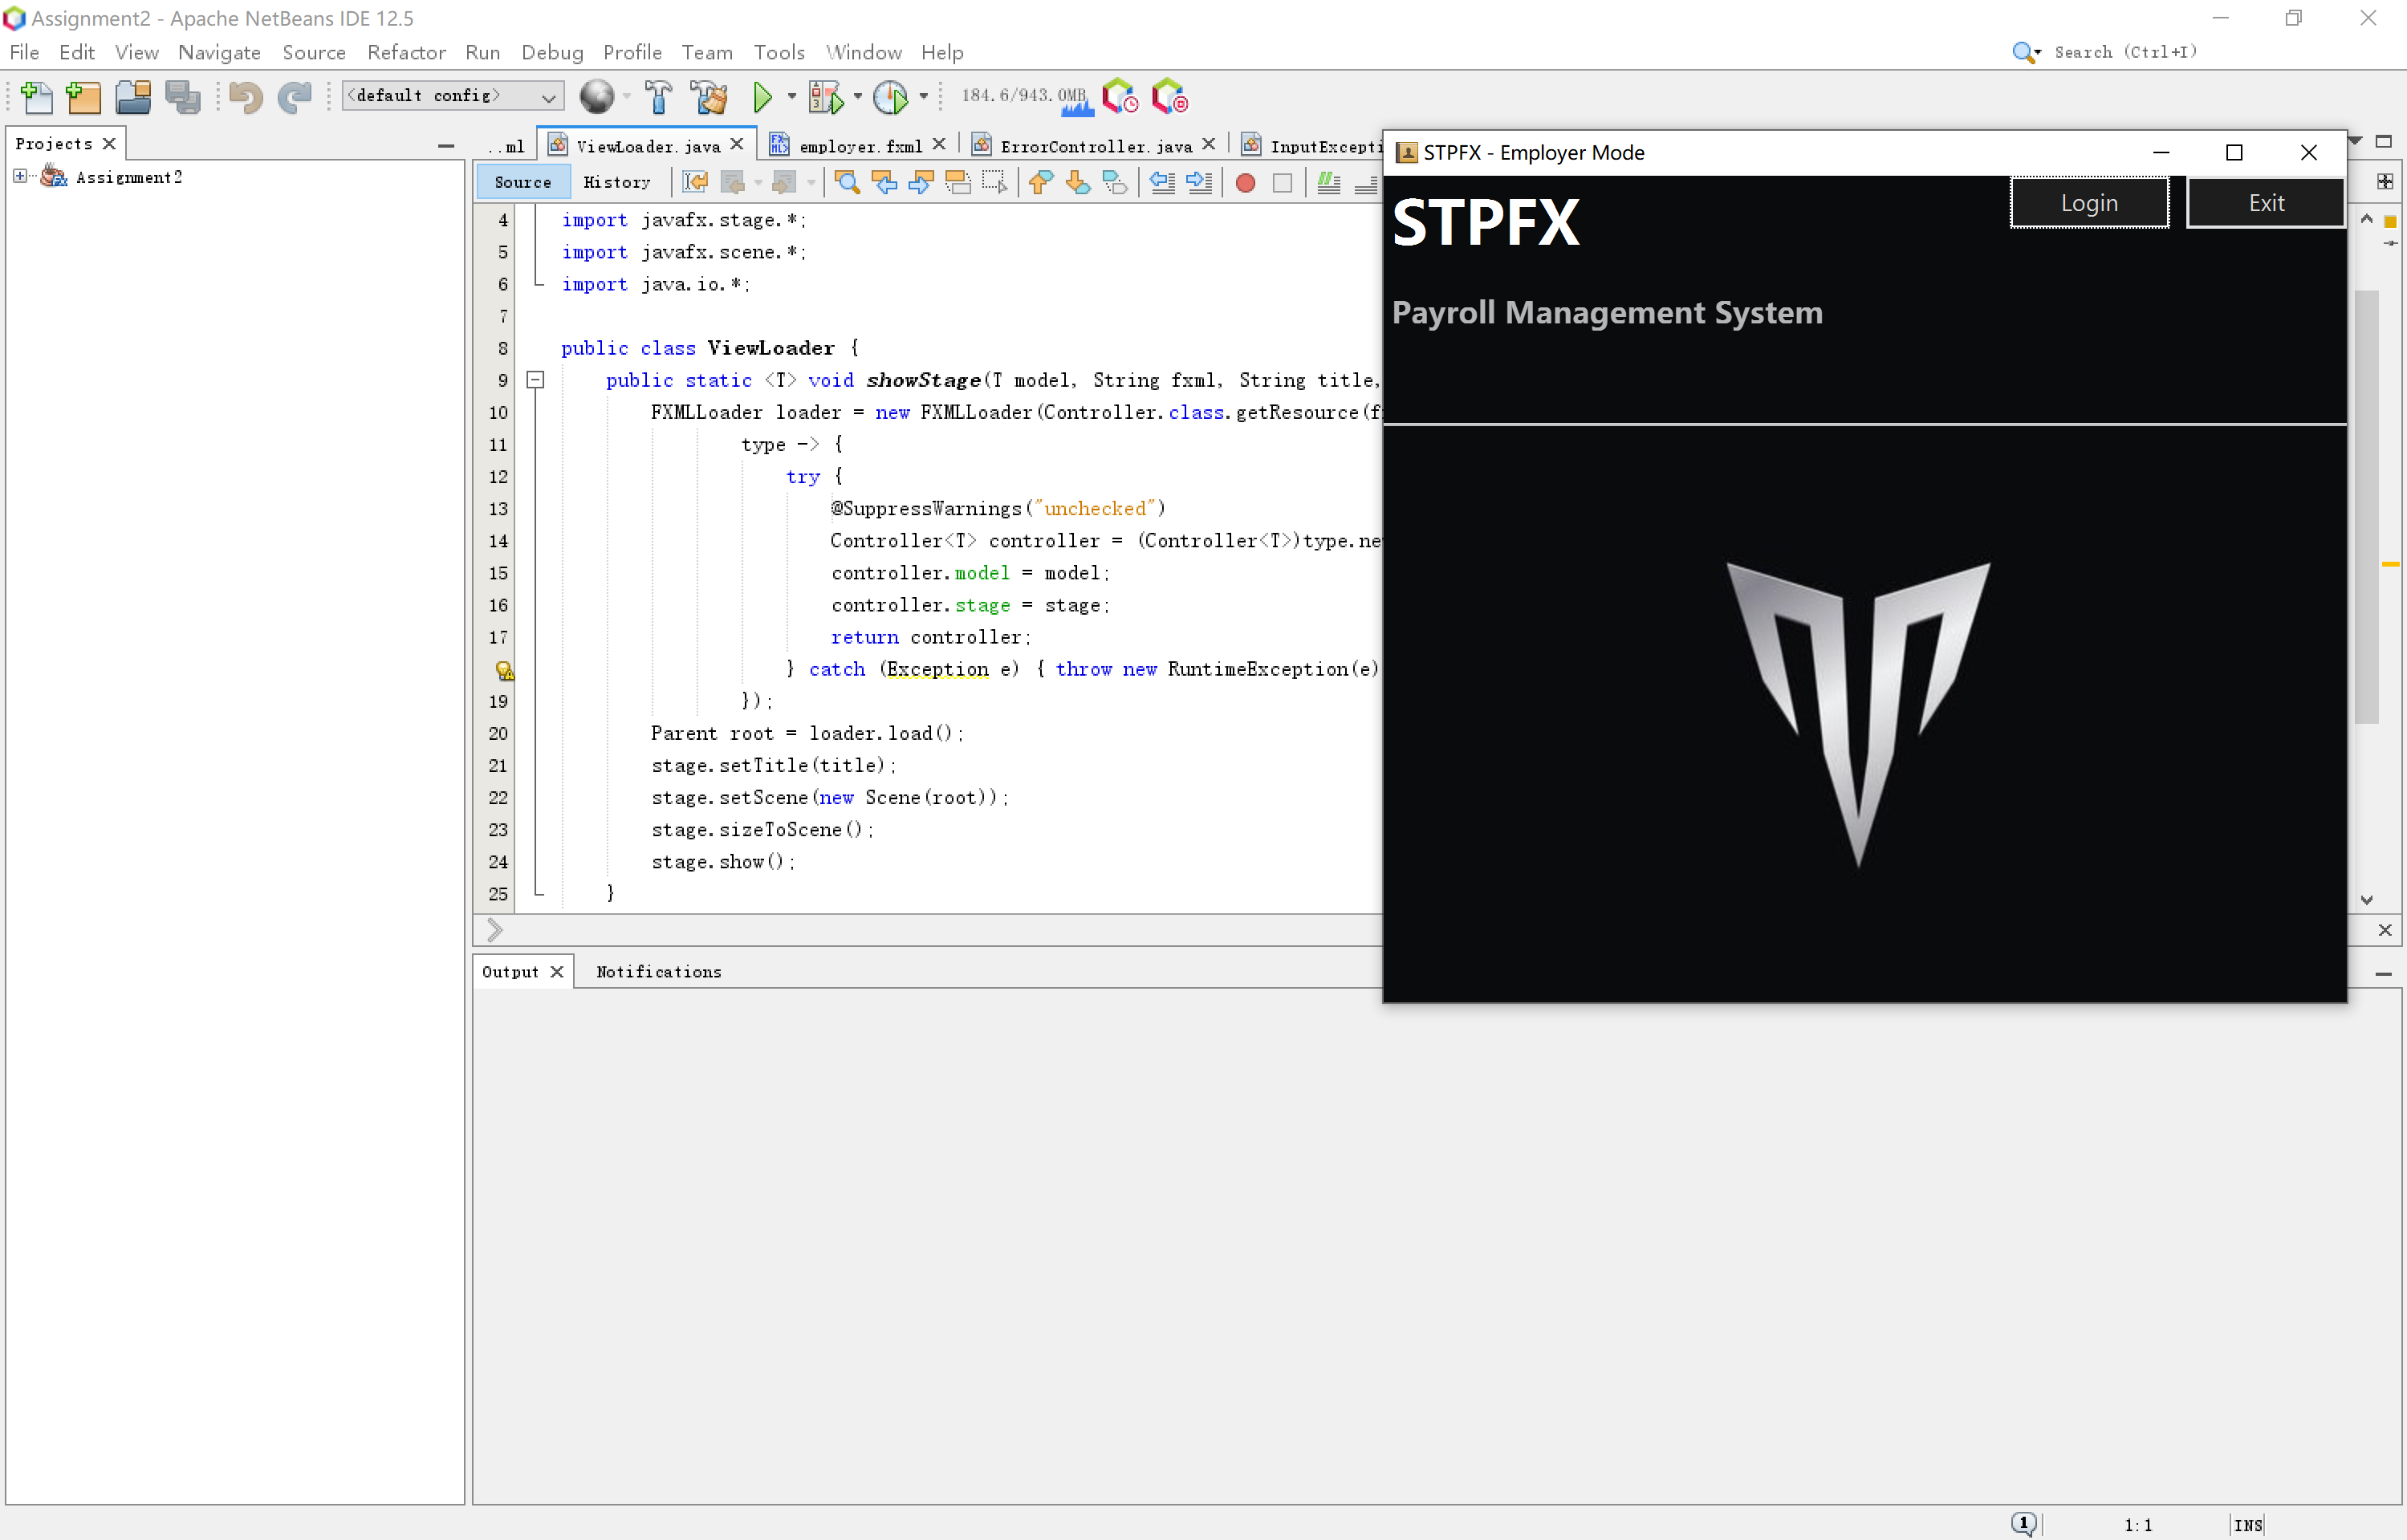 Assignment2 - Apache NetBeans IDE 12.5
File Edit View Navigate Source Refactor Run Debug Profile Team Tools Window Help
Search (Ctrl+I)
<default config>
184.6/943.0MB
Projects
Assignment2
..ml
ViewLoader.java
employer.fxml
ErrorController.java
InputExcepti
Source
History
4 import javafx.stage.*;
5 import javafx.scene.*;
6 import java.io.*;
7
8 public class ViewLoader {
9 public static <T> void showStage(T model, String fxml, String title,
10 FXMLLoader loader = new FXMLLoader(Controller.class.getResource(f
11 type -> {
12 try {
13 @SuppressWarnings("unchecked")
14 Controller<T> controller = (Controller<T>)type.ne
15 controller.model = model;
16 controller.stage = stage;
17 return controller;
} catch (Exception e) { throw new RuntimeException(e)
19 });
20 Parent root = loader.load();
21 stage.setTitle(title);
22 stage.setScene(new Scene(root));
23 stage.sizeToScene();
24 stage.show();
25 }
Output
Notifications
STPFX - Employer Mode
STPFX
Login
Exit
Payroll Management System
1
1:1
INS